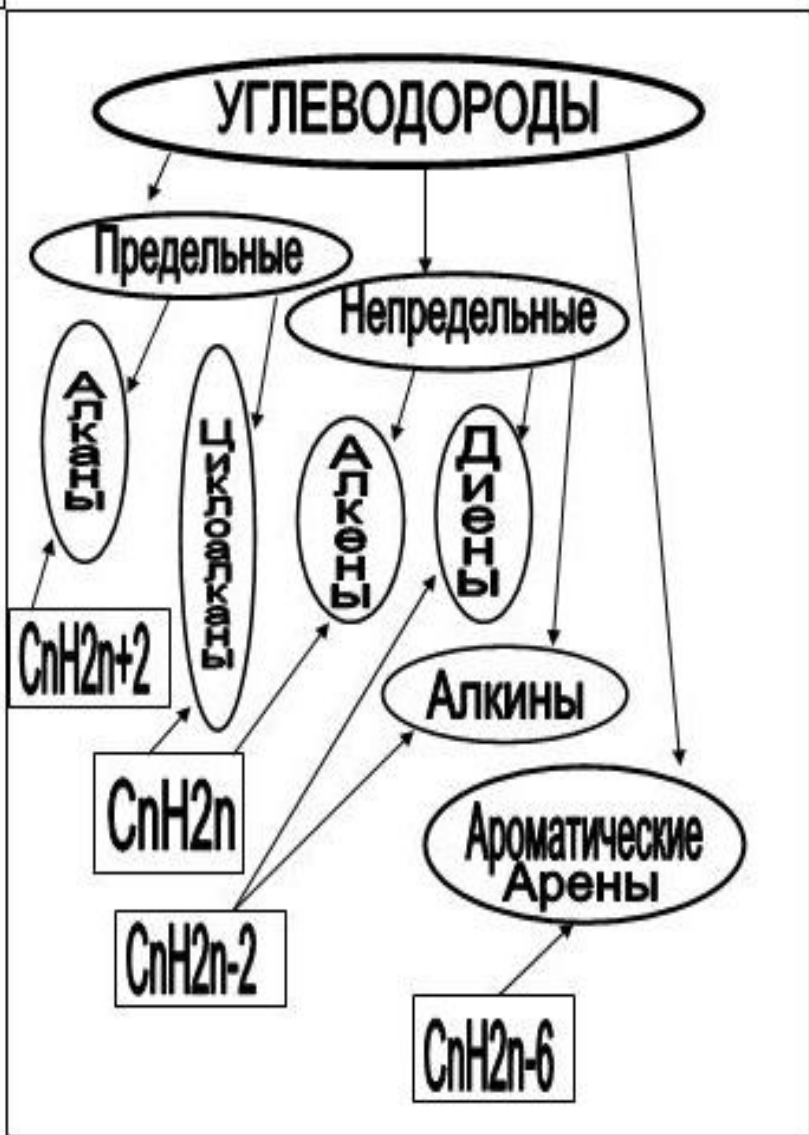 УГЛЕВОДОРОДЫ
Предельные
Непредельные
Алканы
Циклоалканы
Алкены
Диены
CnH2n+2
Алкины
CnH2n
Ароматические
Арены
CnH2n-2
CnH2n-6